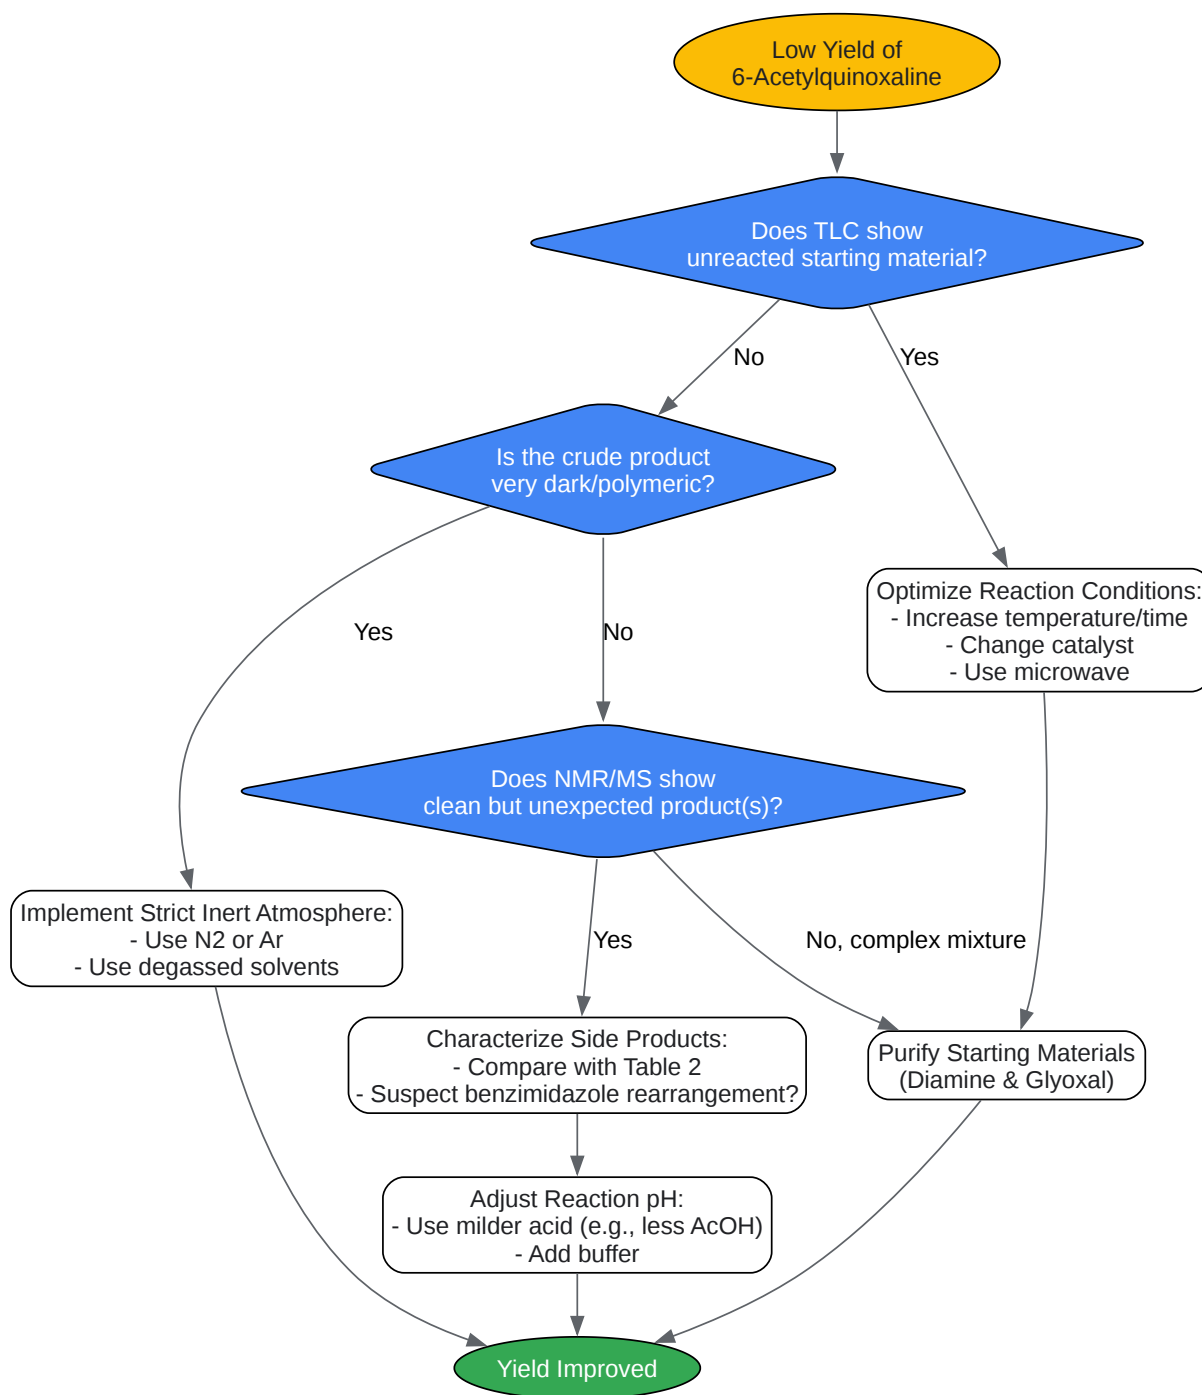 Low Yield of
6-Acetylquinoxaline
Does TLC show
unreacted starting material?
No
Yes
Is the crude product
very dark/polymeric?
Optimize Reaction Conditions:
- Increase temperature/time
- Change catalyst
- Use microwave
Yes
No
Does NMR/MS show
clean but unexpected product(s)?
Implement Strict Inert Atmosphere:
- Use N2 or Ar
- Use degassed solvents
Yes
No, complex mixture
Characterize Side Products:
- Compare with Table 2
- Suspect benzimidazole rearrangement?
Purify Starting Materials
(Diamine & Glyoxal)
Adjust Reaction pH:
- Use milder acid (e.g., less AcOH)
- Add buffer
Yield Improved